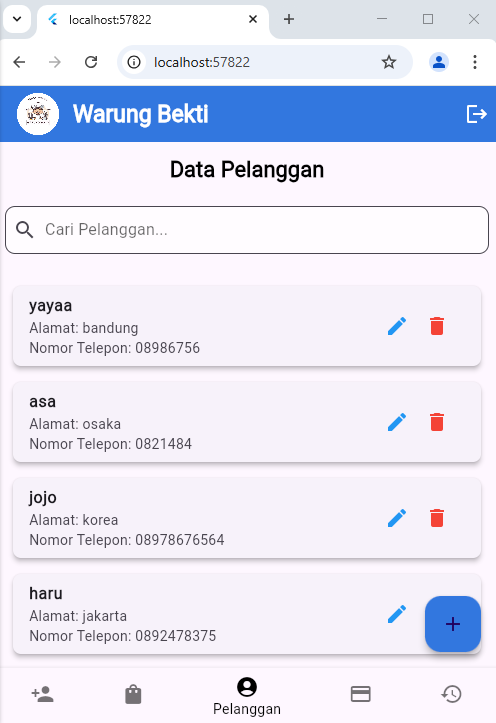 localhost:57822
localhost:57822
Warung Bekti
Data Pelanggan
Cari Pelanggan...
yayaa
Alamat: bandung
Nomor Telepon: 08986756
asa
Alamat: osaka
Nomor Telepon: 0821484
jojo
Alamat: korea
Nomor Telepon: 08978676564
haru
Alamat: jakarta
Nomor Telepon: 0892478375
Pelanggan